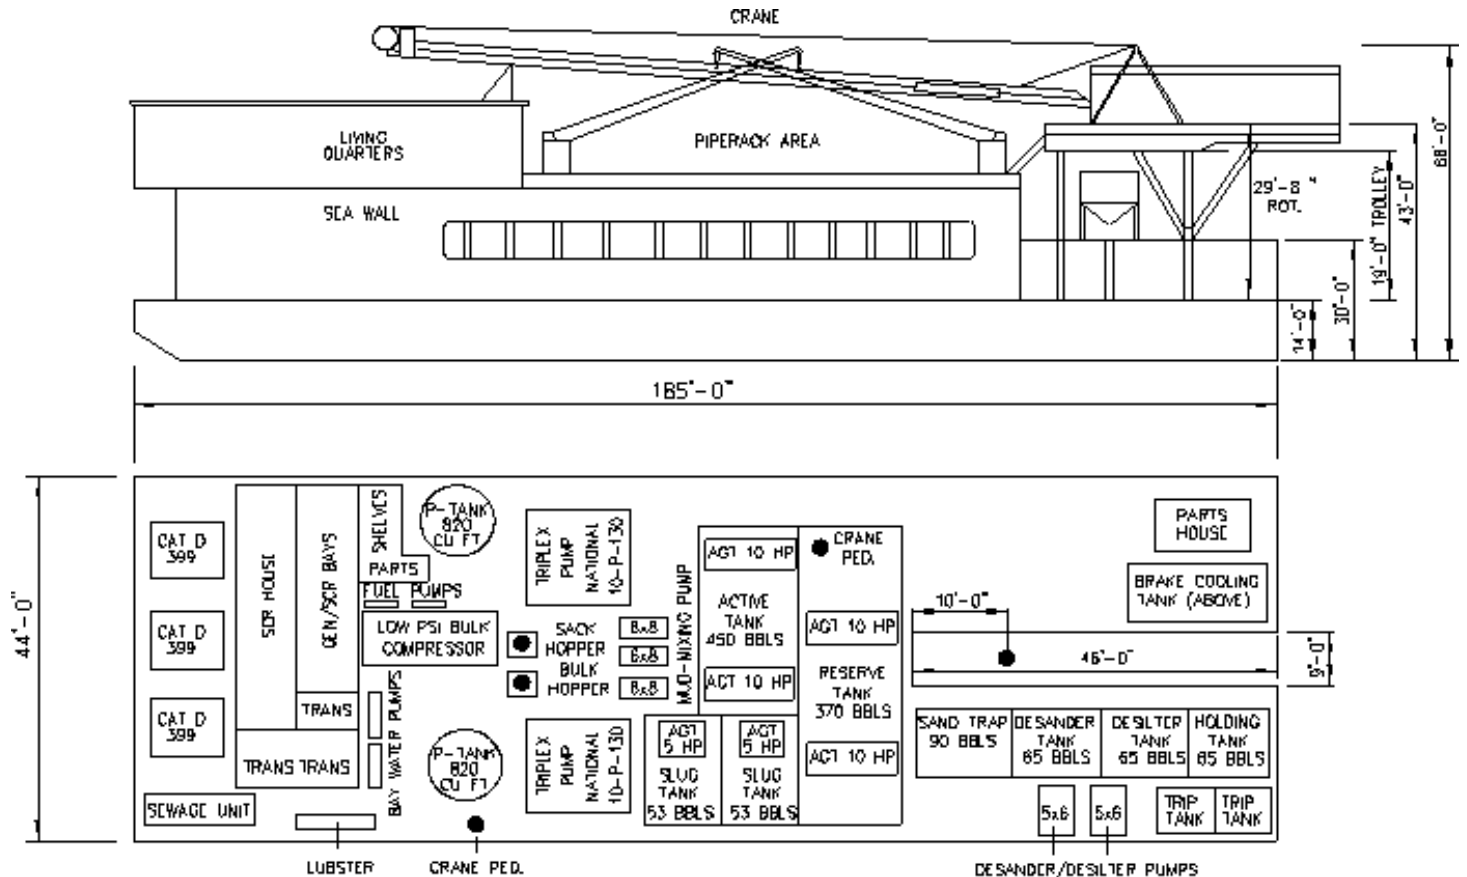 CRANE
LIVING
QUARTERS
PIPERACK AREA
SEA WALL
29'-8"
ROT.
19'-0" TROLLEY
43'-0"
68'-0"
30'-0"
14'-0"
185'-0"
44'-0"
CAT D
399
CAT D
399
CAT D
399
SCR HOUSE
GEN/SCR BAYS
SHELVES
PARTS
P-TANK
820
CU FT
FUEL PUMPS
LOW PSI BULK
COMPRESSOR
TRANS
TRANS TRANS
BAY WATER PUMPS
P-TANK
820
CU FT
SEWAGE UNIT
LUBSTER
CRANE PED.
TRIPLEX
PUMP
NATIONAL
10-P-130
SACK
HOPPER
BULK
HOPPER
8x8
6x8
8x8
MUD-MIXING PUMP
TRIPLEX
PUMP
NATIONAL
10-P-130
AGT 10 HP
ACTIVE
TANK
450 BBLS
AGT 10 HP
AGT
5 HP
SLUG
TANK
53 BBLS
AGT
5 HP
SLUG
TANK
53 BBLS
CRANE
PED.
AGT 10 HP
RESERVE
TANK
370 BBLS
AGT 10 HP
PARTS
HOUSE
BRAKE COOLING
TANK (ABOVE)
10'-0"
46'-0"
9'-0"
SAND TRAP
90 BBL'S
DESANDER
TANK
65 BBLS
DESILTER
TANK
65 BBLS
HOLDING
TANK
65 BBLS
5x6
5x6
TRIP
TANK
TRIP
TANK
DESANDER/DESILTER PUMPS